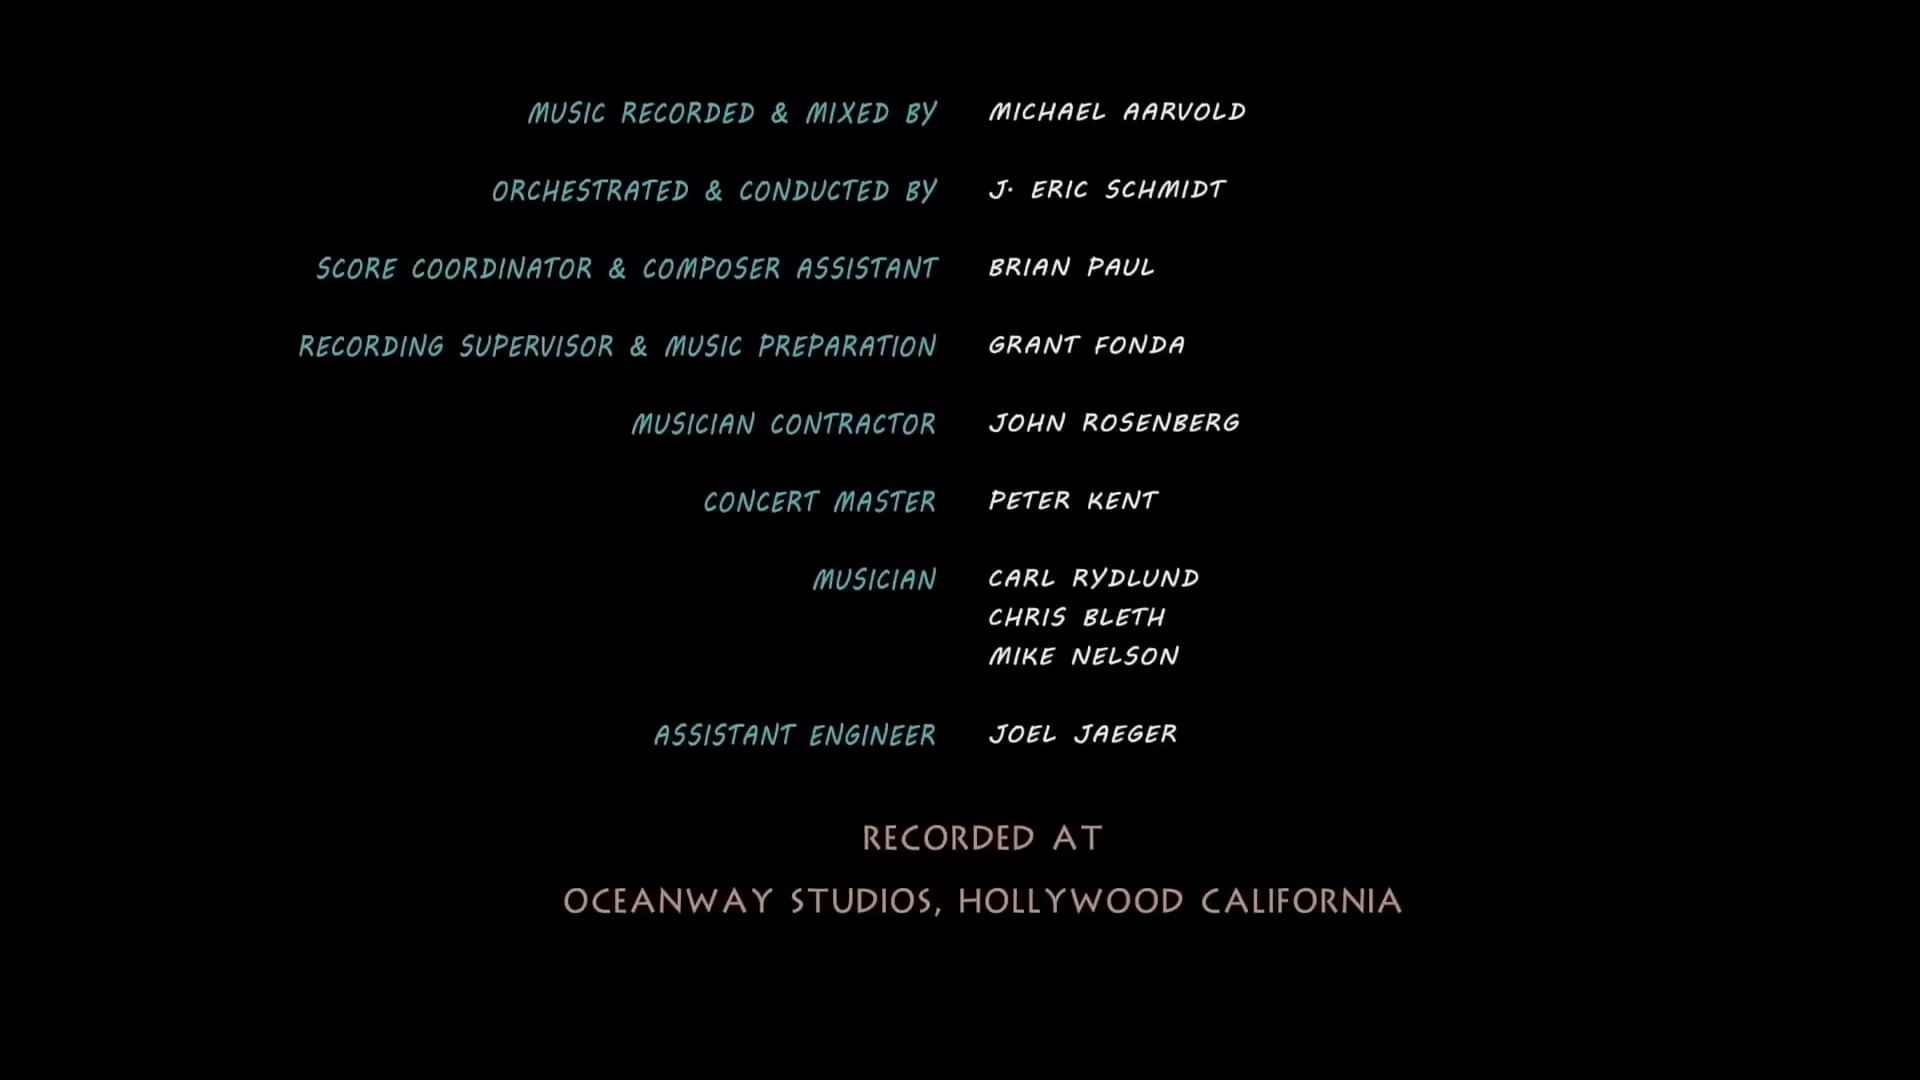 MUSIC RECORDED & MIXED BY MICHAEL AARVOLD
ORCHESTRATED & CONDUCTED BY J. ERIC SCHMIDT
SCORE COORDINATOR & COMPOSER ASSISTANT BRIAN PAUL
RECORDING SUPERVISOR & MUSIC PREPARATION GRANT FONDA
MUSICIAN CONTRACTOR JOHN ROSENBERG
CONCERT MASTER PETER KENT
MUSICIAN CARL RYDLUND
CHRIS BLETH
MIKE NELSON
ASSISTANT ENGINEER JOEL JAEGER
RECORDED AT
OCEANWAY STUDIOS, HOLLYWOOD CALIFORNIA